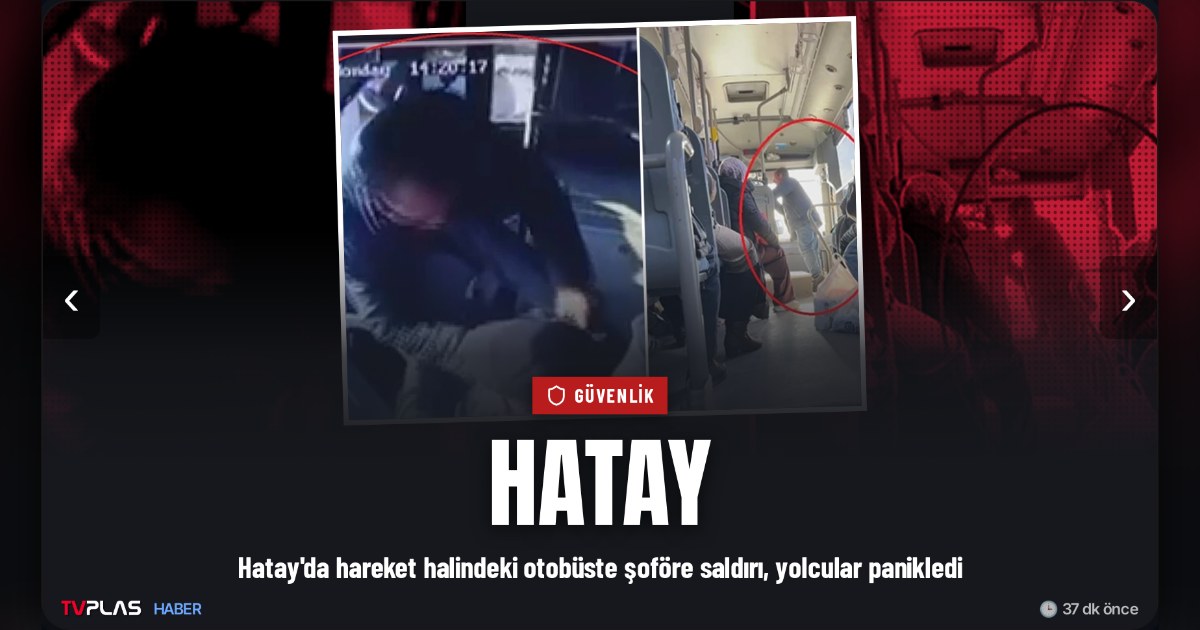 14:20:17
GÜVENLİK
HATAY
Hatay'da hareket halindeki otobüste şoföre saldırı, yolcular panikledi
TVPLAS HABER
37 dk önce